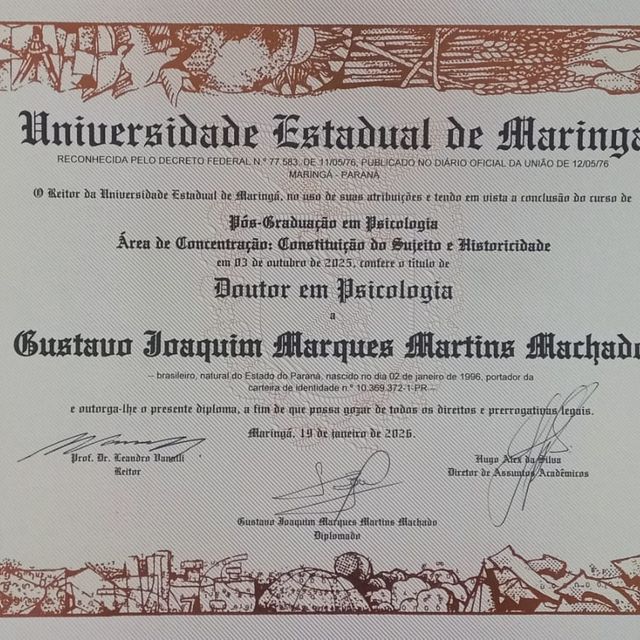 Universidade Estadual de Maringá
RECONHECIDA PELO DECRETO FEDERAL N.º 77.583, DE 11/05/76, PUBLICADO NO DIÁRIO OFICIAL DA UNIÃO DE 12/05/76
MARINGÁ - PARANÁ
O Reitor da Universidade Estadual de Maringá, no uso de suas atribuições e tendo em vista a conclusão do curso de
Pós-Graduação em Psicologia
Área de Concentração: Constituição do Sujeito e Historicidade
em 03 de outubro de 2025, confere o título de
Doutor em Psicologia
a
Gustavo Joaquim Marques Martins Machado
-- brasileiro, natural do Estado do Paraná, nascido no dia 02 de janeiro de 1996, portador da
carteira de identidade n.º 10.369.372-1-PR --
e outorga-lhe o presente diploma, a fim de que possa gozar de todos os direitos e prerrogativas legais.
Maringá, 19 de janeiro de 2026.
Prof. Dr. Leandro Vanalli
Reitor
Hugo Alex da Silva
Diretor de Assuntos Acadêmicos
Gustavo Joaquim Marques Martins Machado
Diplomado